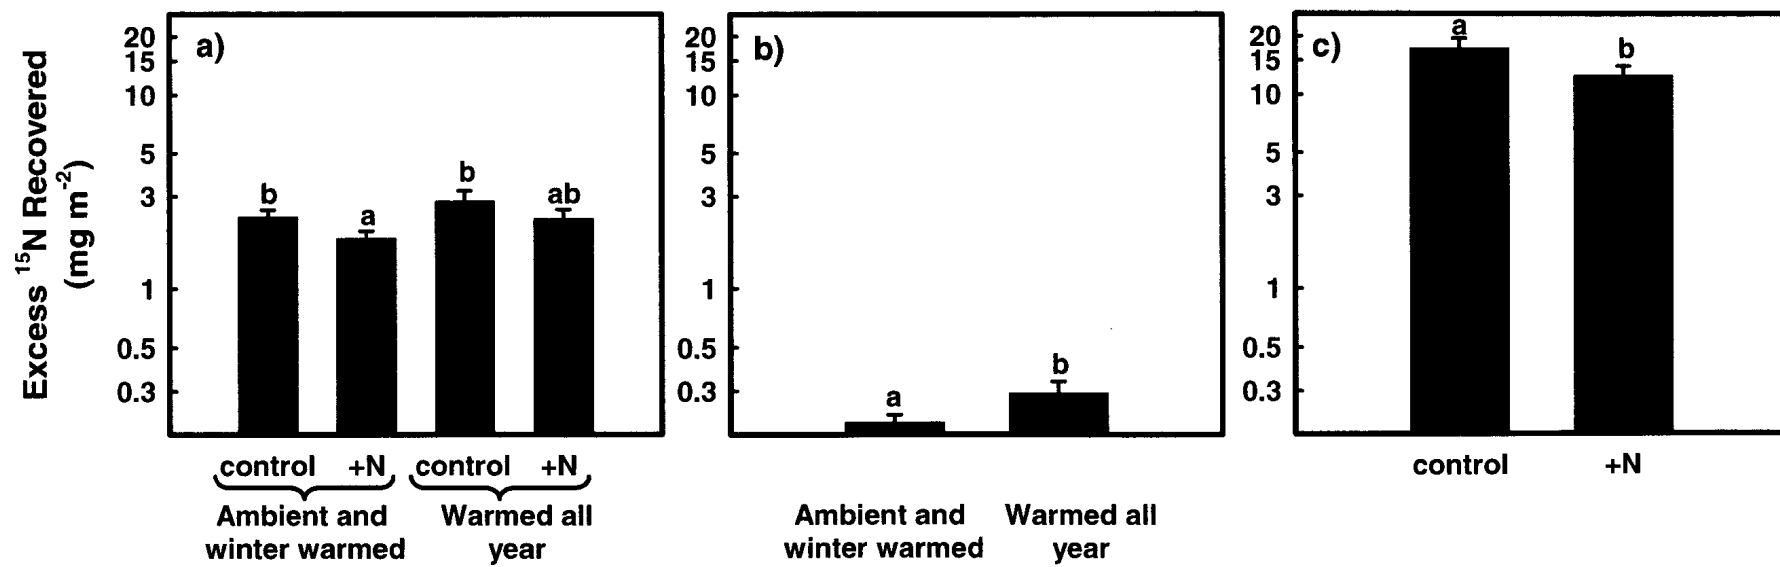 Excess ¹⁵N Recovered
(mg m⁻²)
a)
20
15
10
5
3
1
0.5
0.3
b
a
b
ab
control +N control +N
Ambient and Warmed all
winter warmed year
b)
20
15
10
5
3
1
0.5
0.3
a
b
Ambient and Warmed all
winter warmed year
c)
20
15
10
5
3
1
0.5
0.3
a
b
control +N